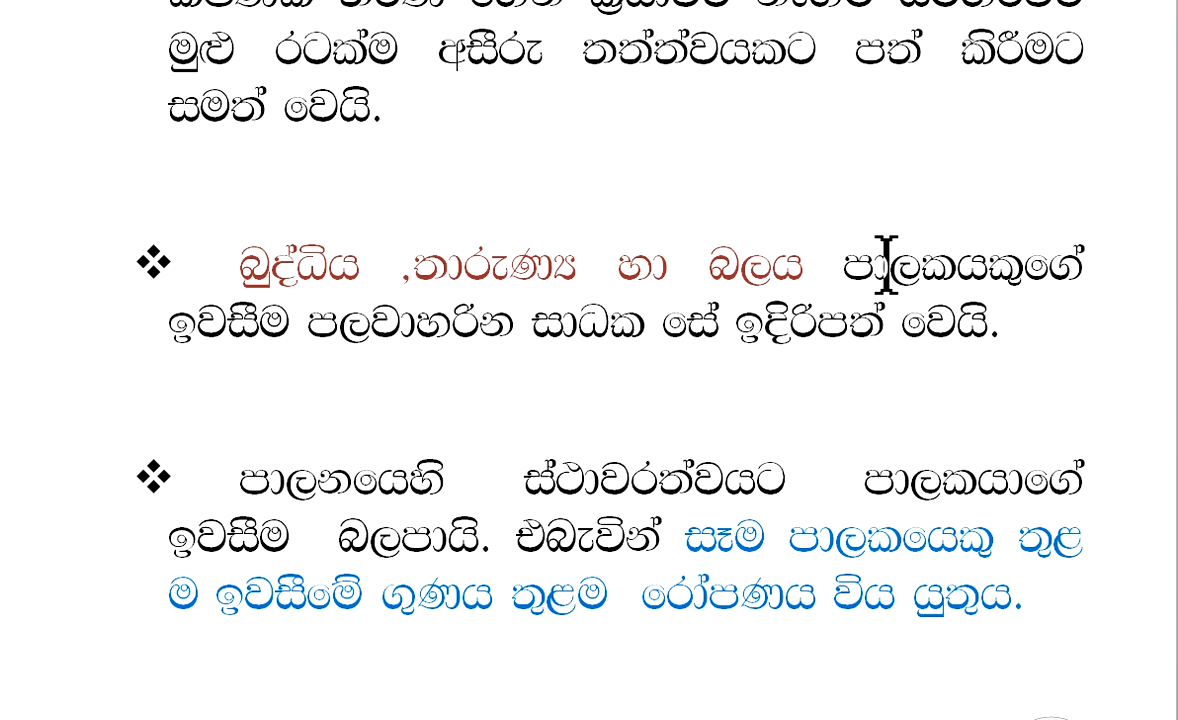 මුළු රටක්ම අසීරු තත්ත්වයකට පත් කිරීමට
සමත් වෙයි.
❖ බුද්ධිය ,තාරුණ්‍ය හා බලය පාලකයකුගේ
ඉවසීම පලවාහරින සාධක සේ ඉදිරිපත් වෙයි.
❖ පාලනයෙහි ස්ථාවරත්වයට පාලකයාගේ
ඉවසීම බලපායි. එබැවින් සෑම පාලකයෙකු තුළ
ම ඉවසීමේ ගුණය තුළම රෝපණය විය යුතුය.